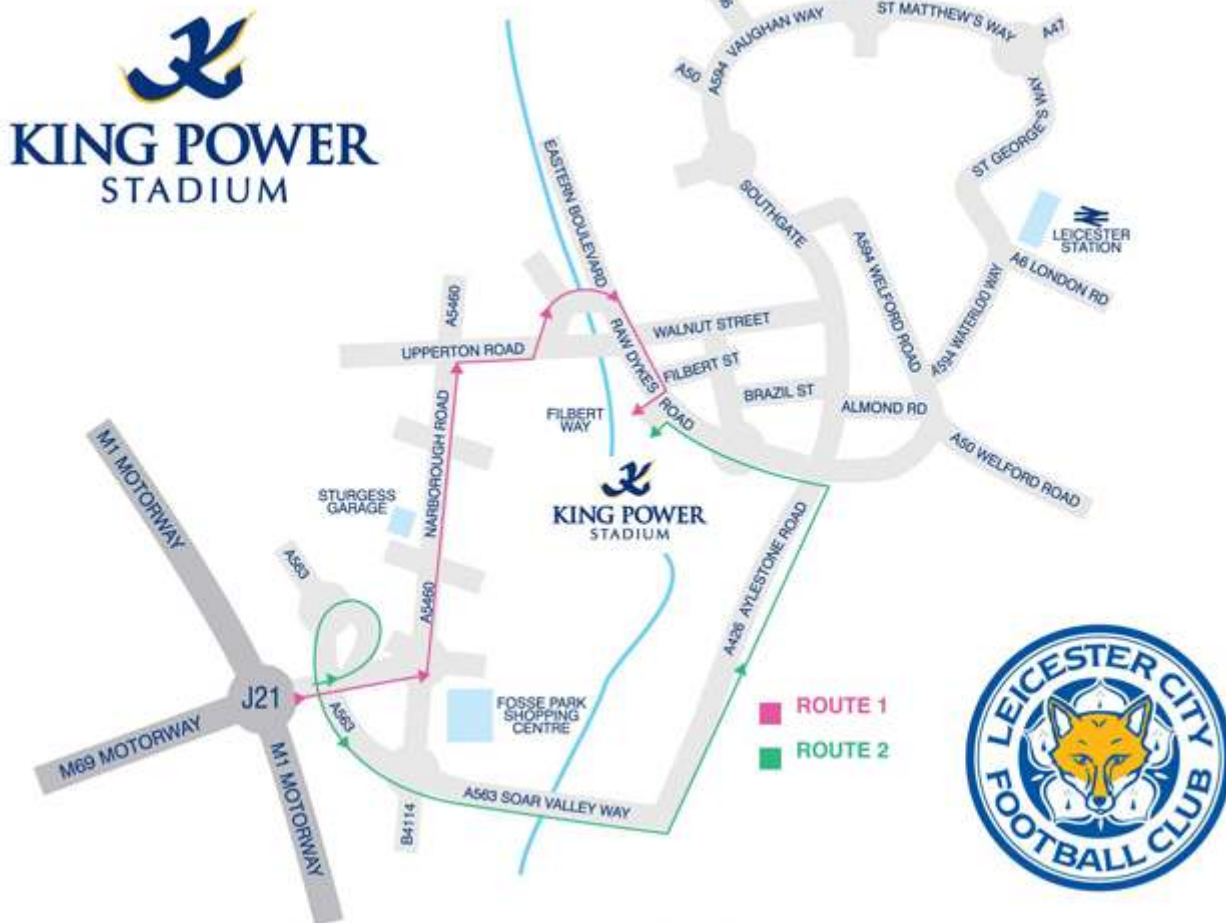 KING POWER
STADIUM
VAUGHAN WAY
ST MATTHEW'S WAY
A47
A50
A594
ST GEORGE'S WAY
EASTERN BOULEVARD
SOUTHGATE
LEICESTER
STATION
A594 WELFORD ROAD
A6 LONDON RD
A594 WATERLOO WAY
A5460
WALNUT STREET
UPPERTON ROAD
RAW DYKES
ROAD
FILBERT ST
BRAZIL ST
ALMOND RD
FILBERT
WAY
NARBOROUGH ROAD
A50 WELFORD ROAD
M1 MOTORWAY
STURGESS
GARAGE
KING POWER
STADIUM
A563
A5460
A426 AYLESTONE ROAD
J21
A563
FOSSE PARK
SHOPPING
CENTRE
M69 MOTORWAY
M1 MOTORWAY
A563 SOAR VALLEY WAY
B4114
ROUTE 1
ROUTE 2
LEICESTER CITY
FOOTBALL CLUB